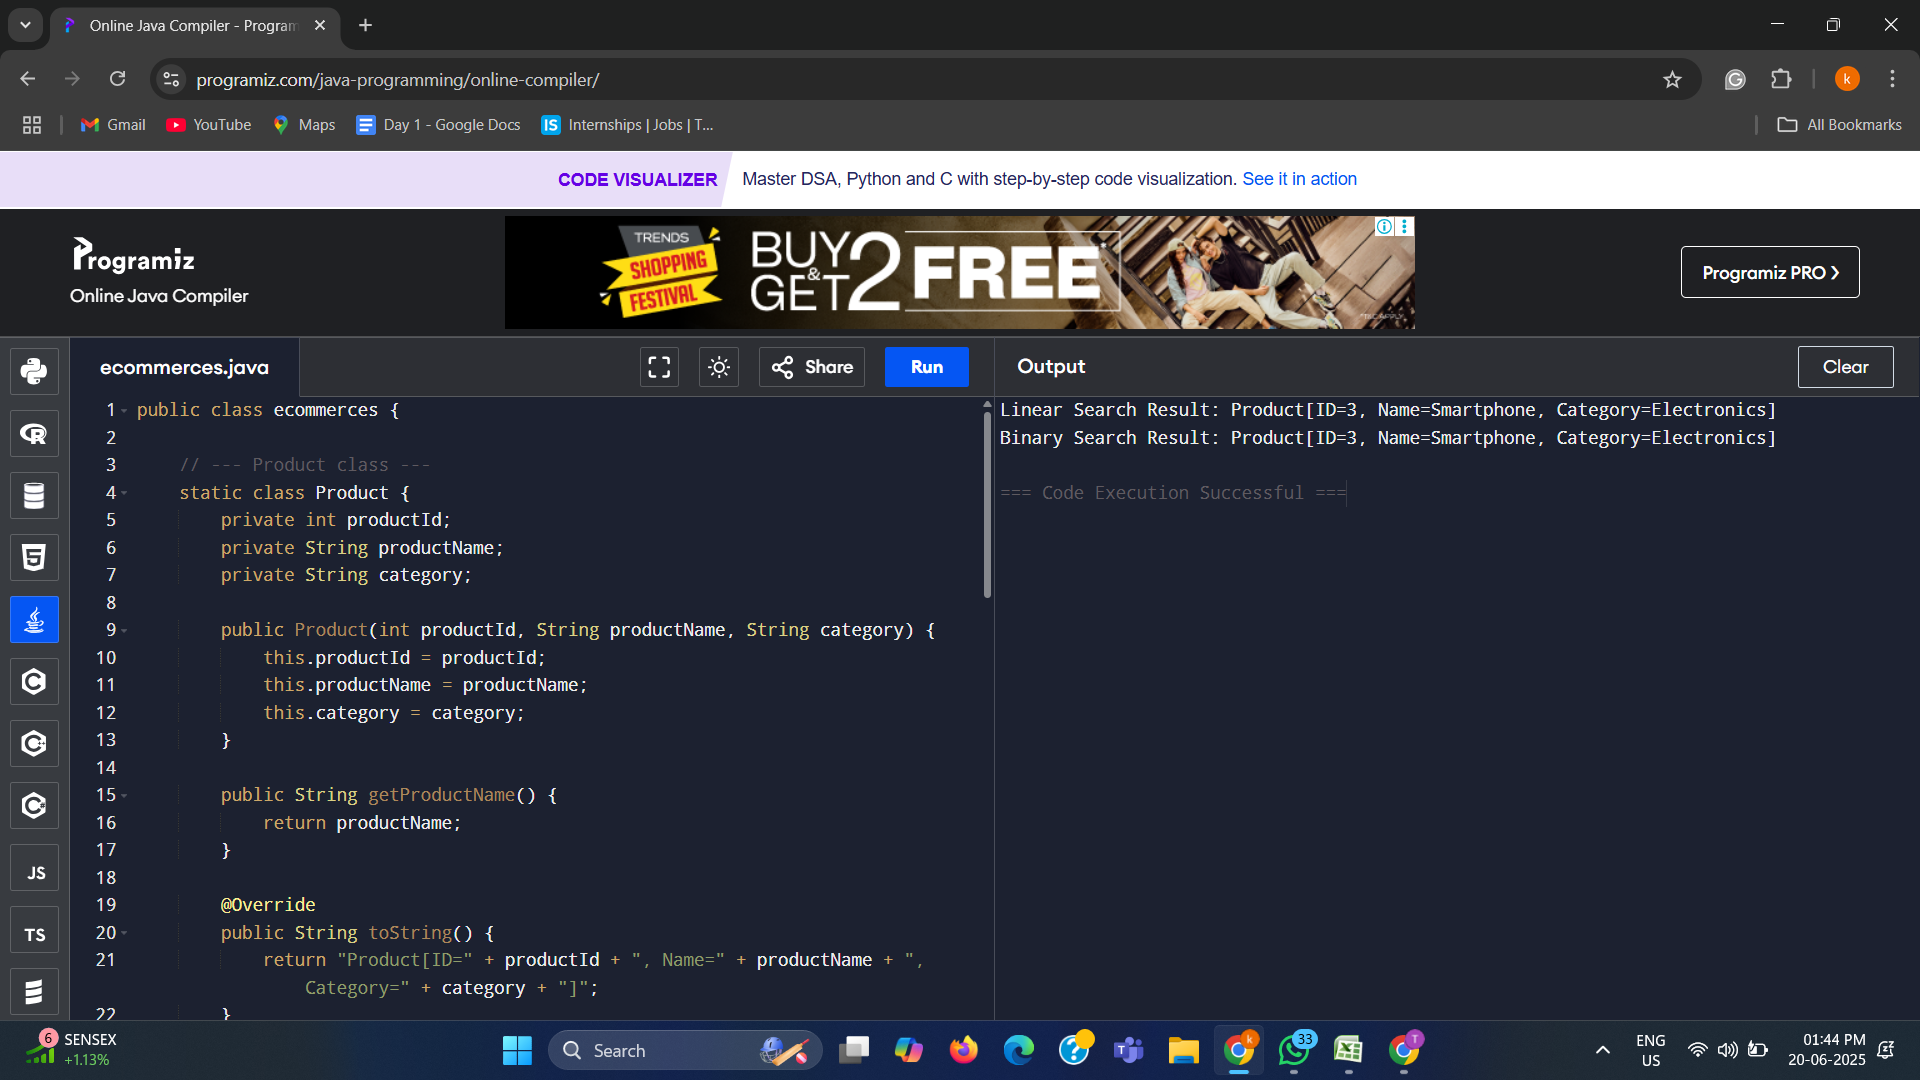 Online Java Compiler - Program
programiz.com/java-programming/online-compiler/
k
Gmail
YouTube
Maps
Day 1 - Google Docs
IS
Internships | Jobs | T...
All Bookmarks
CODE VISUALIZER
Master DSA, Python and C with step-by-step code visualization. See it in action
Programiz
Online Java Compiler
TRENDS
SHOPPING
FESTIVAL
BUY & GET 2 FREE*
Programiz PRO ›
ecommerces.java
Share
Run
Output
Clear
1 public class ecommerces {
2
3 // --- Product class ---
4 static class Product {
5 private int productId;
6 private String productName;
7 private String category;
8
9 public Product(int productId, String productName, String category) {
10 this.productId = productId;
11 this.productName = productName;
12 this.category = category;
13 }
14
15 public String getProductName() {
16 return productName;
17 }
18
19 @Override
20 public String toString() {
21 return "Product[ID=" + productId + ", Name=" + productName + ",
Category=" + category + "]";
22 }
Linear Search Result: Product[ID=3, Name=Smartphone, Category=Electronics]
Binary Search Result: Product[ID=3, Name=Smartphone, Category=Electronics]
=== Code Execution Successful ===
JS
TS
6
SENSEX
+1.13%
Search
k
33
T
ENG
US
01:44 PM
20-06-2025